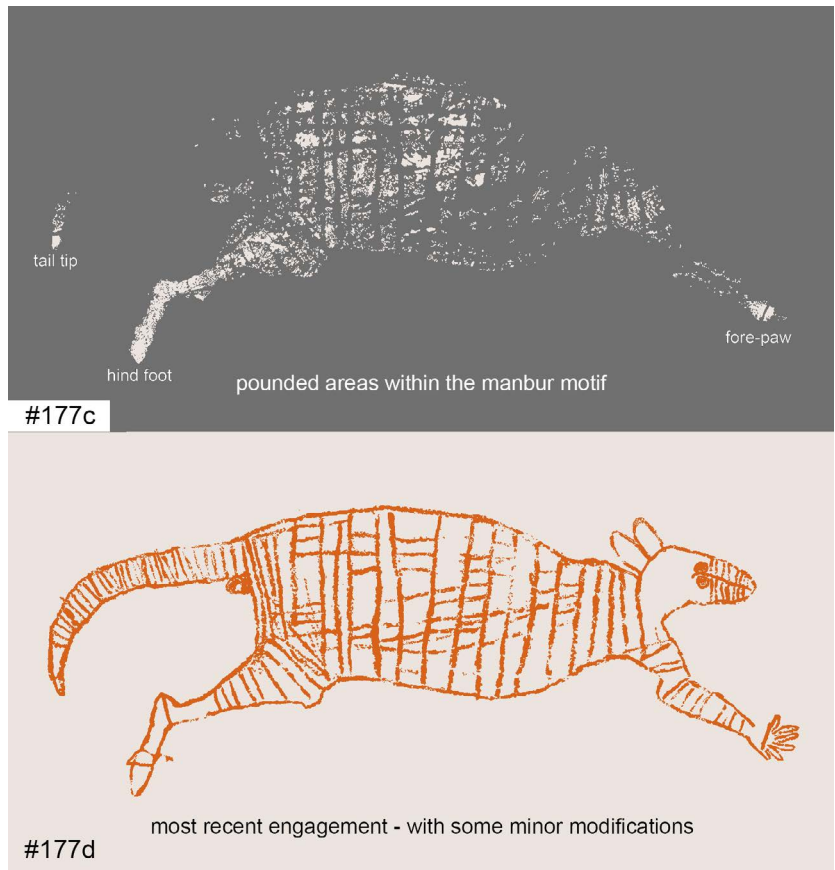 tail tip
fore-paw
hind foot
pounded areas within the manbur motif
#177c
most recent engagement - with some minor modifications
#177d